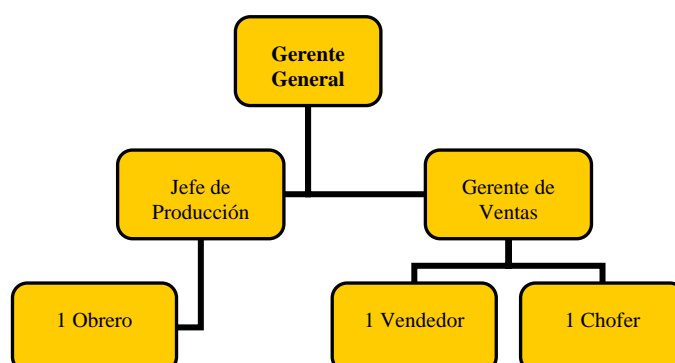 Gerente
General
Jefe de
Producción
Gerente de
Ventas
1 Obrero
1 Vendedor
1 Chofer